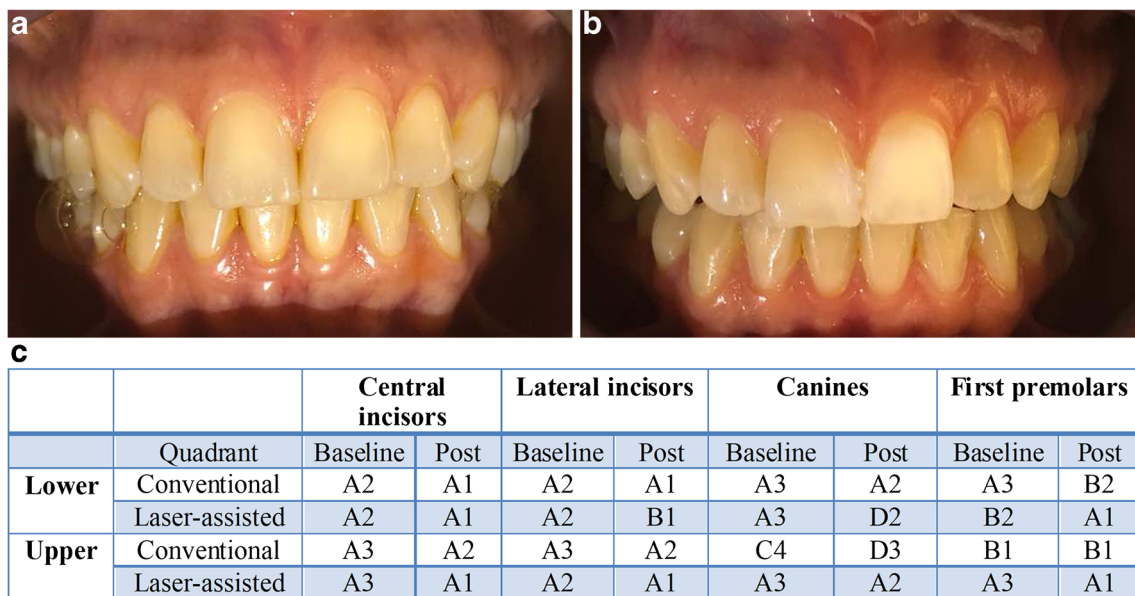 a
b
c
Central incisors Lateral incisors Canines First premolars
Quadrant Baseline Post Baseline Post Baseline Post Baseline Post
Lower Conventional A2 A1 A2 A1 A3 A2 A3 B2
Laser-assisted A2 A1 A2 B1 A3 D2 B2 A1
Upper Conventional A3 A2 A3 A2 C4 D3 B1 B1
Laser-assisted A3 A1 A2 A1 A3 A2 A3 A1